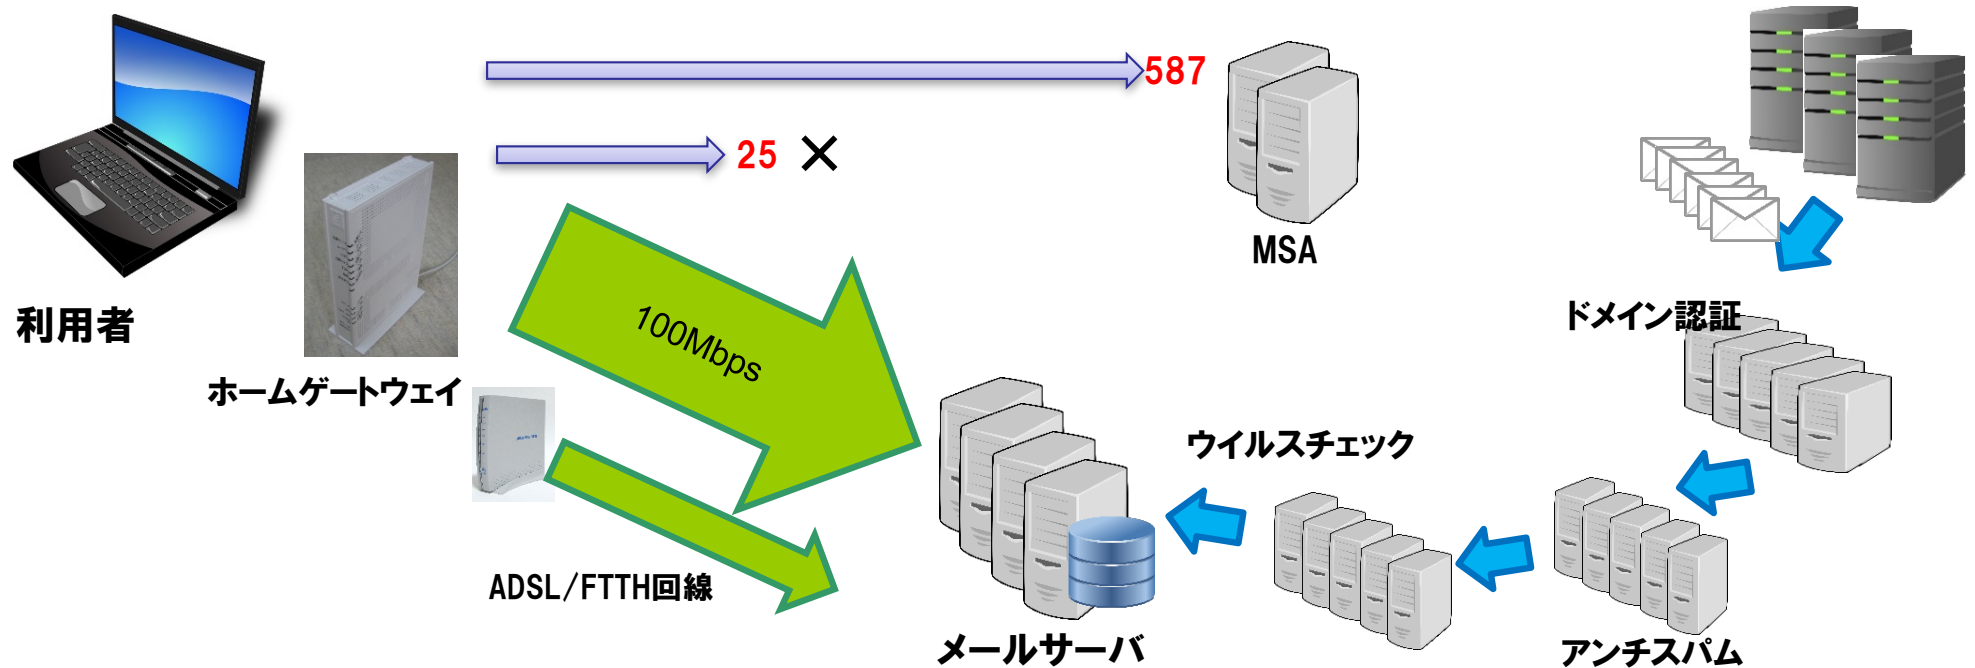 587
25 ×
MSA
利用者
ドメイン認証
100Mbps
ホームゲートウェイ
ウイルスチェック
ADSL/FTTH回線
メールサーバ
アンチスパム